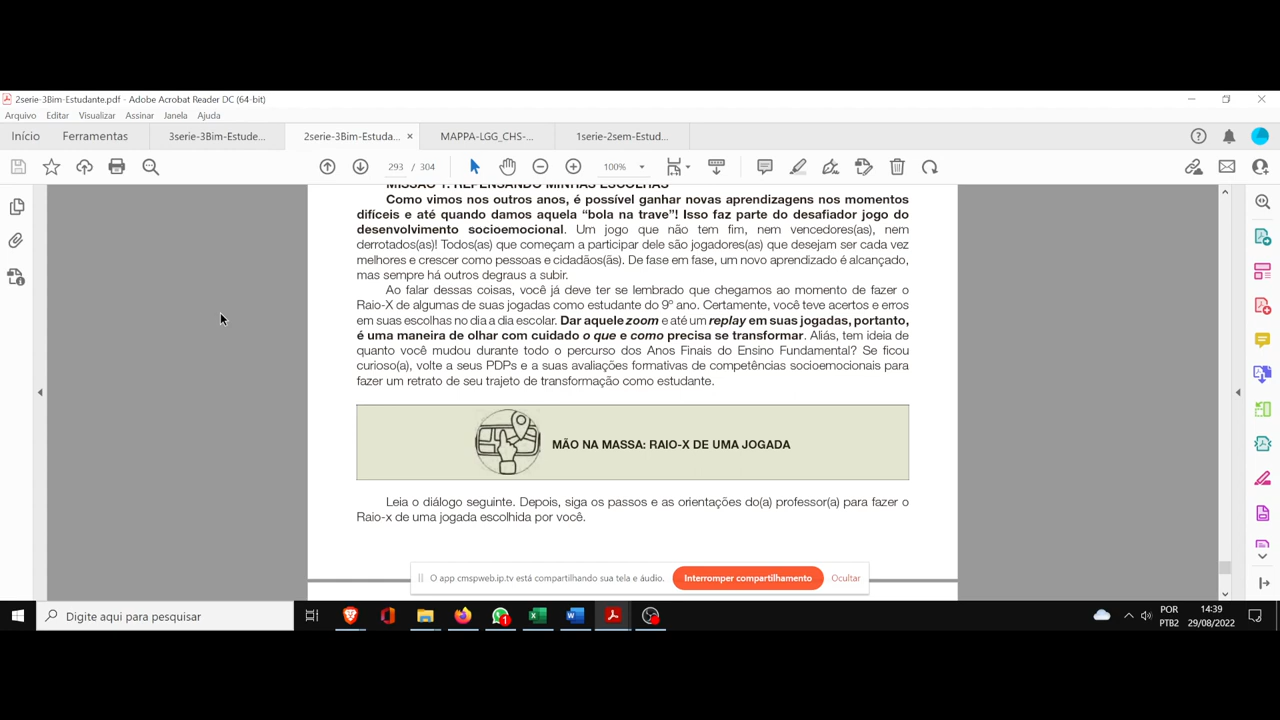 2serie-3Bim-Estudante.pdf - Adobe Acrobat Reader DC (64-bit)
Arquivo Editar Visualizar Assinar Janela Ajuda
Início Ferramentas 3serie-3Bim-Estude... 2serie-3Bim-Estuda... × MAPPA-LGG_CHS-... 1serie-2sem-Estud...
293 / 304 100%
MISSÃO 1: REPENSANDO MINHAS ESCOLHAS
Como vimos nos outros anos, é possível ganhar novas aprendizagens nos momentos
difíceis e até quando damos aquela “bola na trave”! Isso faz parte do desafiador jogo do
desenvolvimento socioemocional. Um jogo que não tem fim, nem vencedores(as), nem
derrotados(as)! Todos(as) que começam a participar dele são jogadores(as) que desejam ser cada vez
melhores e crescer como pessoas e cidadãos(ãs). De fase em fase, um novo aprendizado é alcançado,
mas sempre há outros degraus a subir.
Ao falar dessas coisas, você já deve ter se lembrado que chegamos ao momento de fazer o
Raio-X de algumas de suas jogadas como estudante do 9º ano. Certamente, você teve acertos e erros
em suas escolhas no dia a dia escolar. Dar aquele zoom e até um replay em suas jogadas, portanto,
é uma maneira de olhar com cuidado o que e como precisa se transformar. Aliás, tem ideia de
quanto você mudou durante todo o percurso dos Anos Finais do Ensino Fundamental? Se ficou
curioso(a), volte a seus PDPs e a suas avaliações formativas de competências socioemocionais para
fazer um retrato de seu trajeto de transformação como estudante.
MÃO NA MASSA: RAIO-X DE UMA JOGADA
Leia o diálogo seguinte. Depois, siga os passos e as orientações do(a) professor(a) para fazer o
Raio-x de uma jogada escolhida por você.
O app cmspweb.ip.tv está compartilhando sua tela e áudio. Interromper compartilhamento Ocultar
Digite aqui para pesquisar
1
POR 14:39
PTB2 29/08/2022